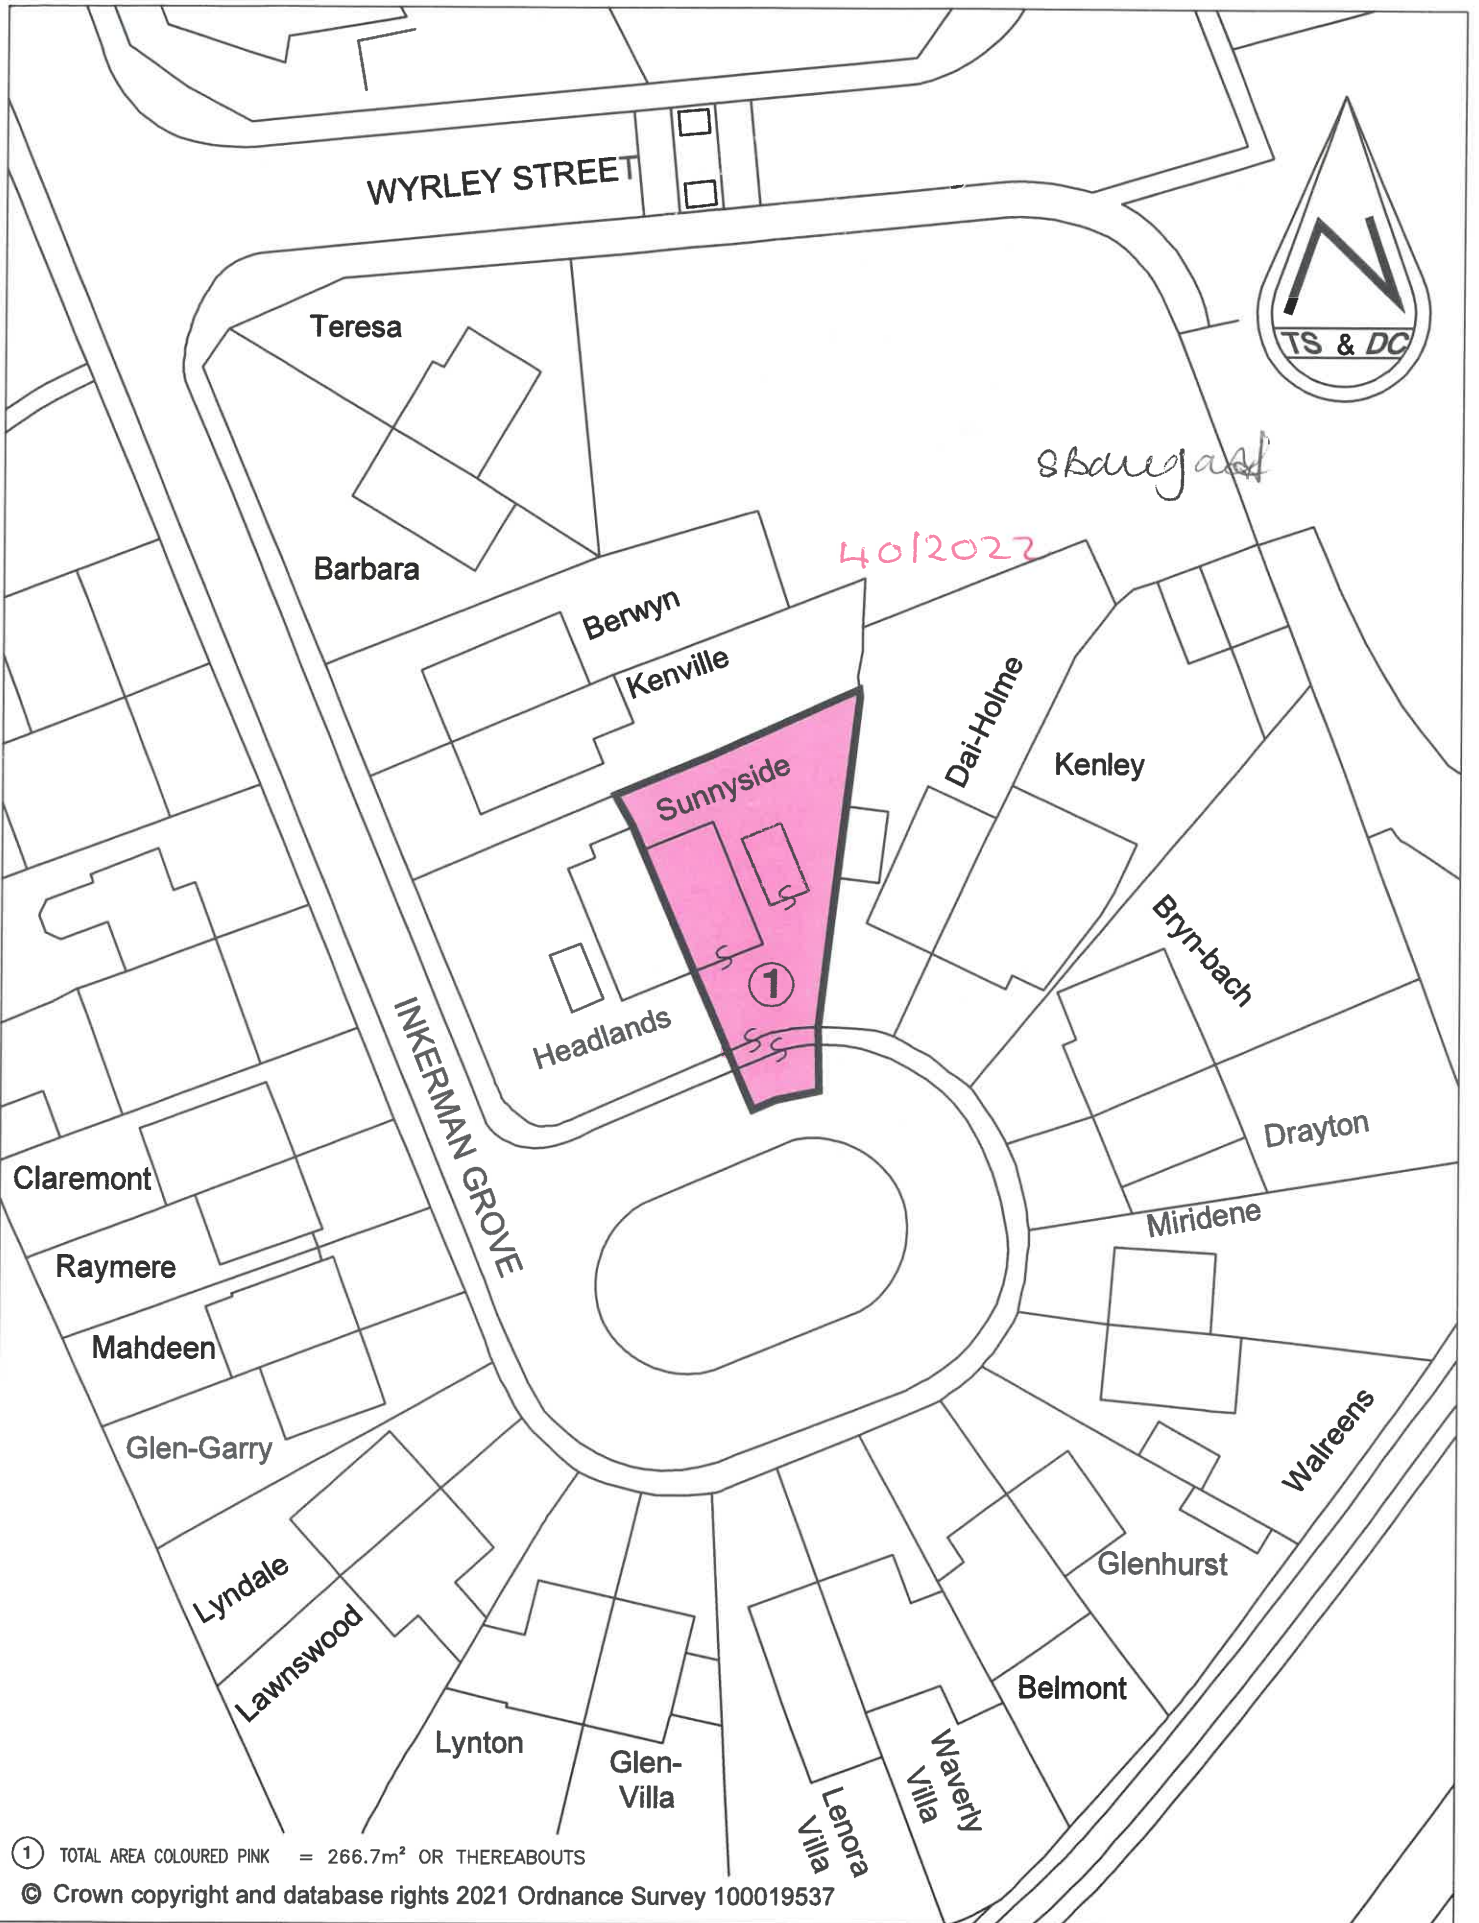 WYRLEY STREET
N
TS & DC
Teresa
Barbara
40/2022
Berwyn
Kenville
Dai-Holme
Kenley
Sunnyside
Bryn-bach
1
Headlands
INKERMAN GROVE
Drayton
Claremont
Miridene
Raymere
Mahdeen
Glen-Garry
Walreens
Lyndale
Glenhurst
Lawnswood
Belmont
Lynton
Glen-
Villa
Waverly
Villa
Lenora
Villa
1 TOTAL AREA COLOURED PINK = 266.7m² OR THEREABOUTS
© Crown copyright and database rights 2021 Ordnance Survey 100019537